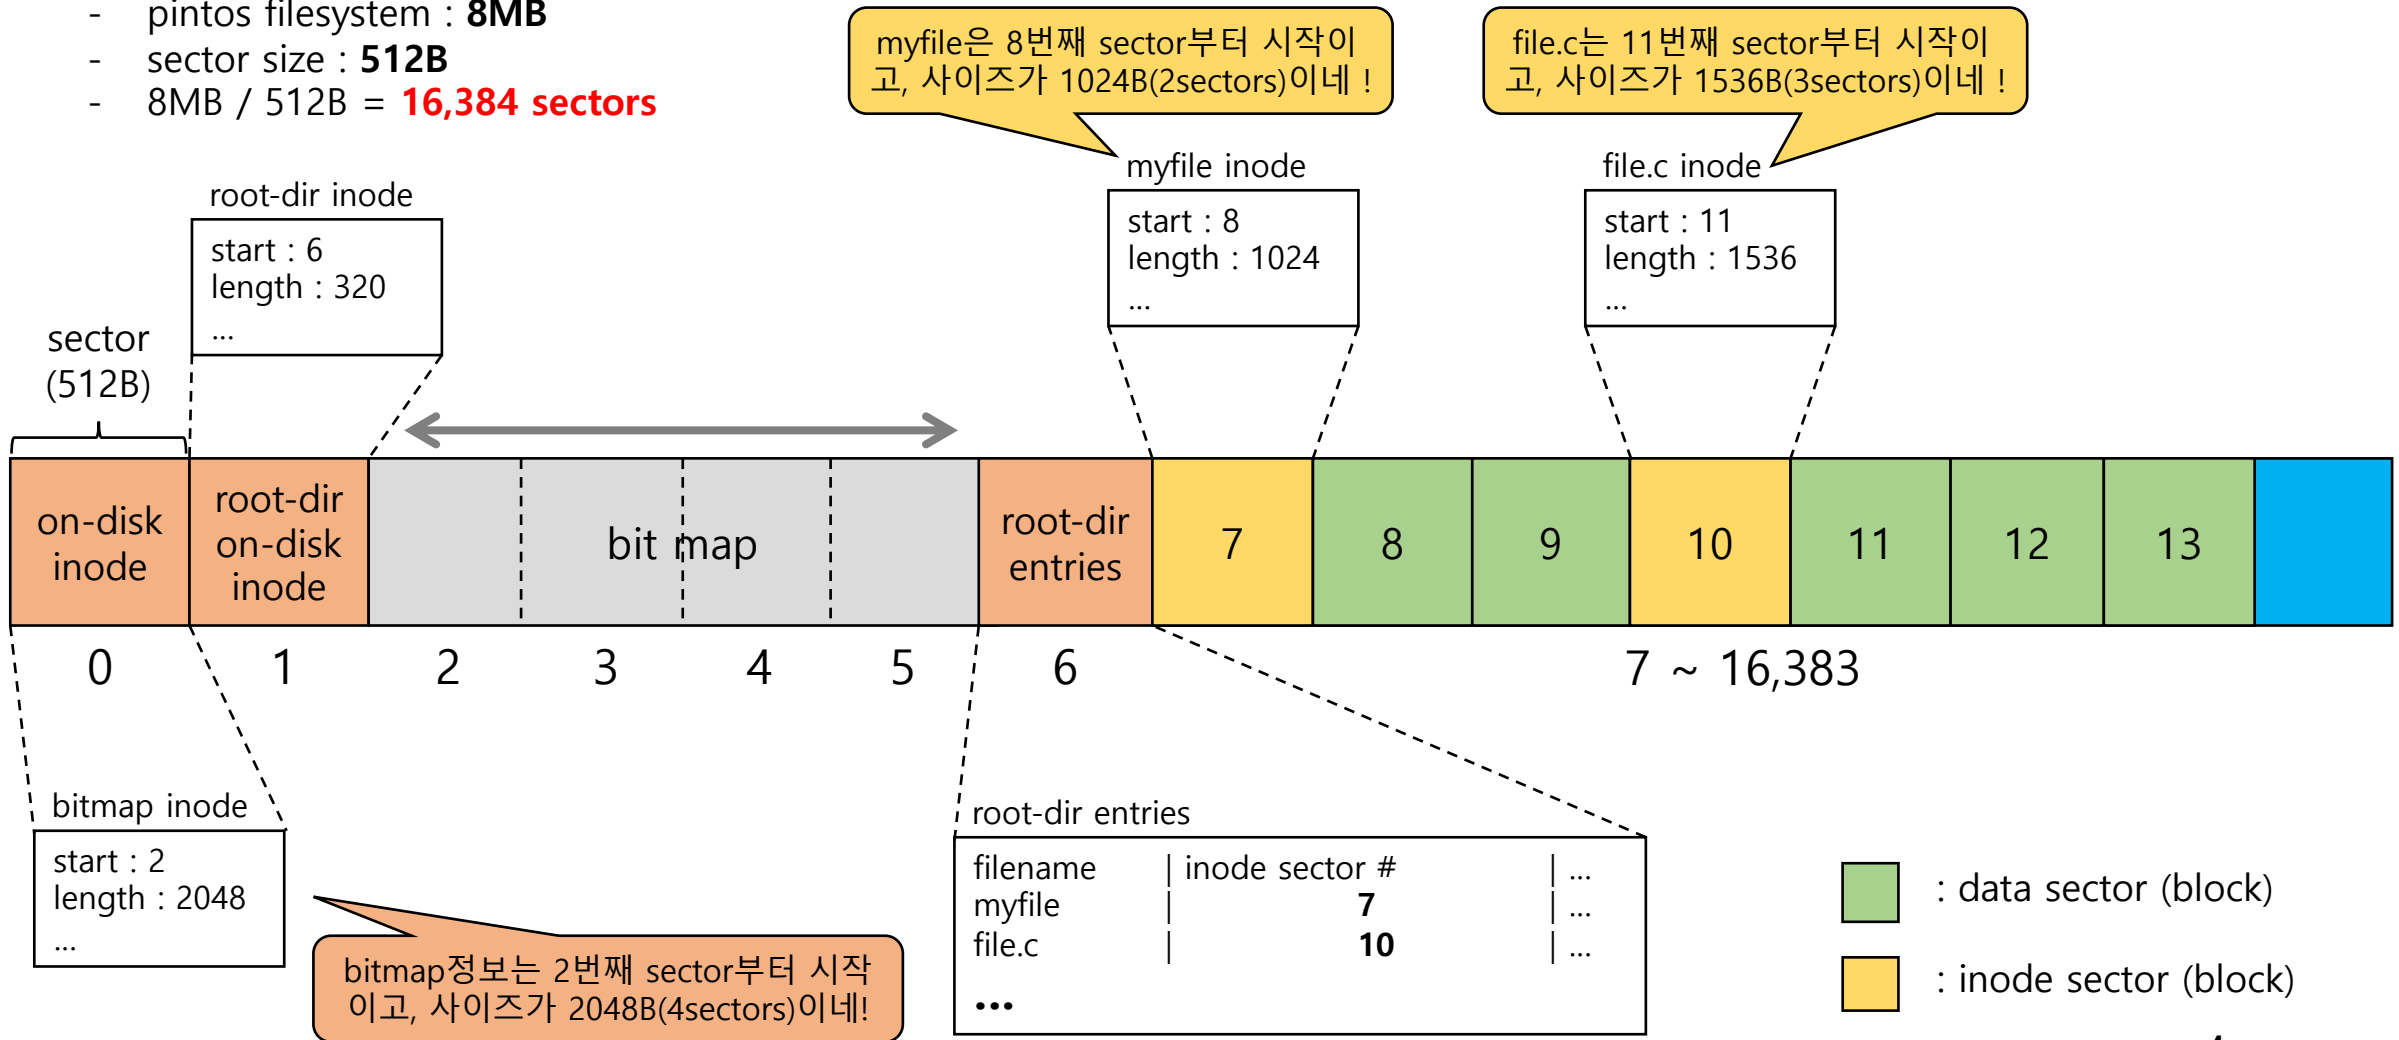 - pintos filesystem : 8MB
- sector size : 512B
- 8MB / 512B = 16,384 sectors
myfile은 8번째 sector부터 시작이
고, 사이즈가 1024B(2sectors)이네 !
file.c는 11번째 sector부터 시작이
고, 사이즈가 1536B(3sectors)이네 !
root-dir inode
start : 6
length : 320
...
myfile inode
start : 8
length : 1024
...
file.c inode
start : 11
length : 1536
...
sector
(512B)
on-disk
inode
root-dir
on-disk
inode
bit map
root-dir
entries
7
8
9
10
11
12
13
0
1
2
3
4
5
6
7 ~ 16,383
bitmap inode
start : 2
length : 2048
...
bitmap정보는 2번째 sector부터 시작
이고, 사이즈가 2048B(4sectors)이네!
root-dir entries
filename | inode sector # | ...
myfile | 7 | ...
file.c | 10 | ...
...
: data sector (block)
: inode sector (block)